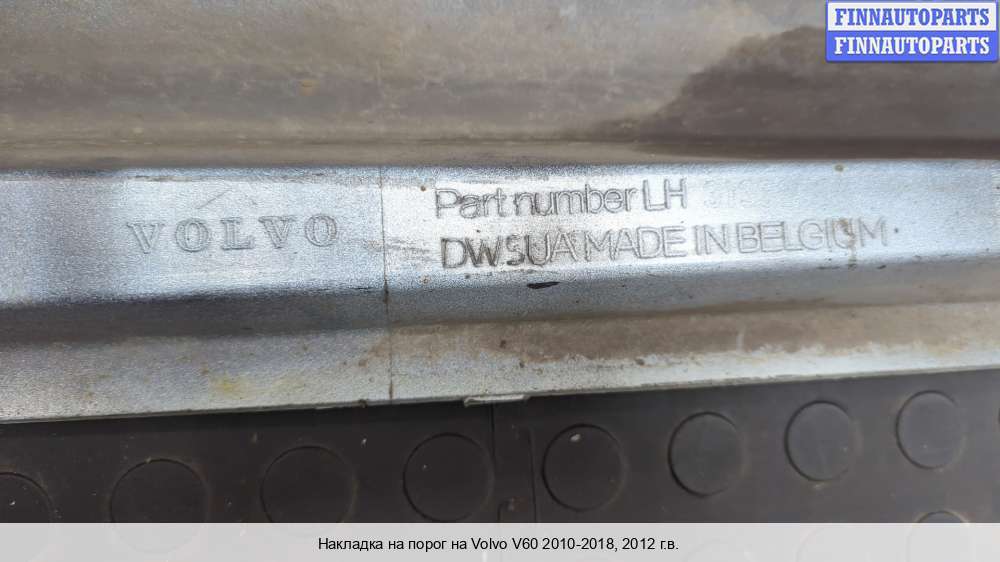 FINNAUTOPARTS
FINNAUTOPARTS
VOLVO
Part number LH
DWSUA MADE IN BELGIUM
Накладка на порог на Volvo V60 2010-2018, 2012 г.в.